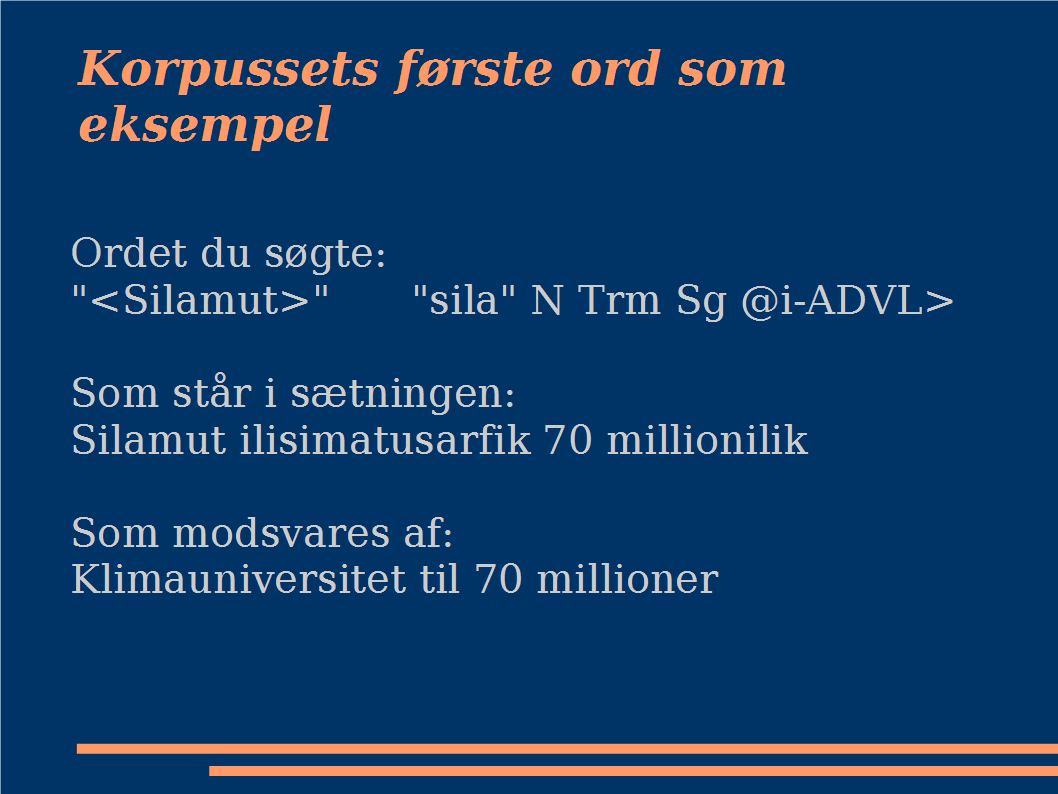 Korpussets første ord som
eksempel
Ordet du søgte:
"<Silamut>" "sila" N Trm Sg @i-ADVL>
Som står i sætningen:
Silamut ilisimatusarfik 70 millionilik
Som modsvares af:
Klimauniversitet til 70 millioner